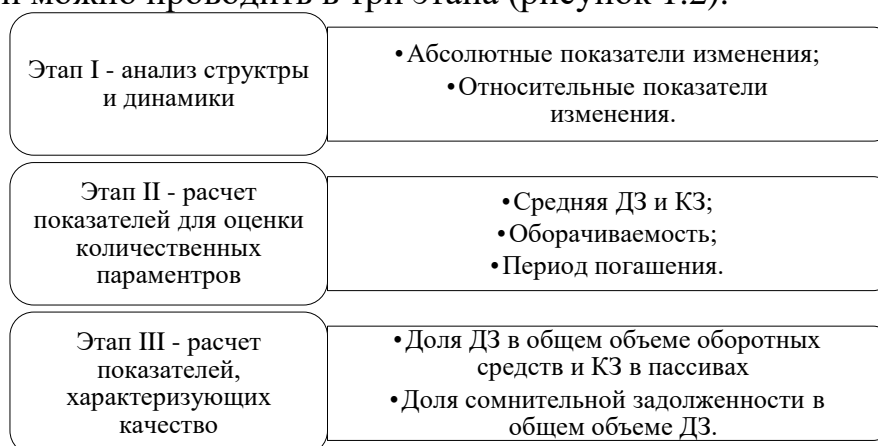 и можно проводить в три этапа (рисунок 1.2).
Этап I - анализ структры
и динамики
•Абсолютные показатели изменения;
•Относительные показатели
изменения.
Этап II - расчет
показателей для оценки
количественных
параментров
•Средняя ДЗ и КЗ;
•Оборачиваемость;
•Период погашения.
Этап III - расчет
показателей,
характеризующих
качество
•Доля ДЗ в общем объеме оборотных
средств и КЗ в пассивах
•Доля сомнительной задолженности в
общем объеме ДЗ.